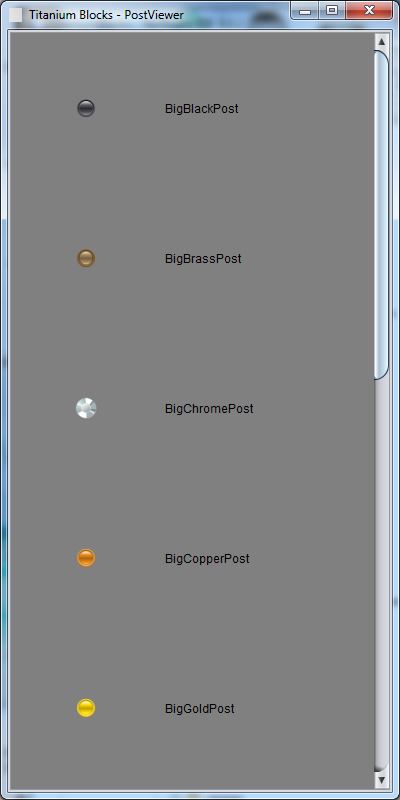 Titanium Blocks - PostViewer
BigBlackPost
BigBrassPost
BigChromePost
BigCopperPost
BigGoldPost